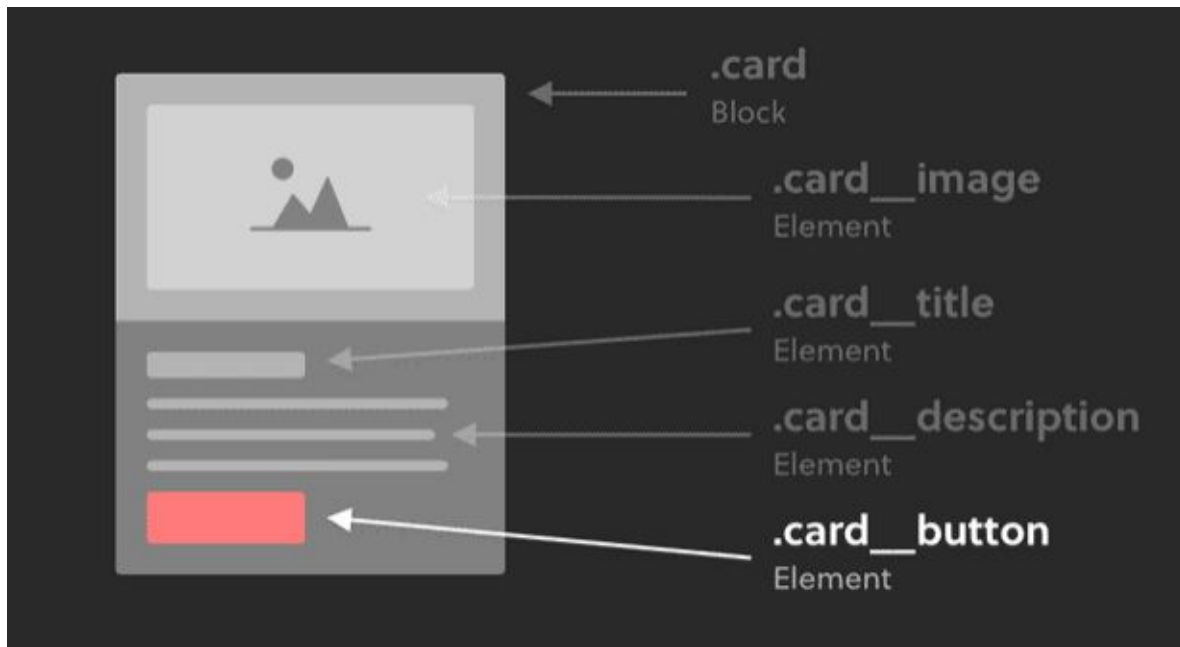 .card
Block
.card__image
Element
.card__title
Element
.card__description
Element
.card__button
Element